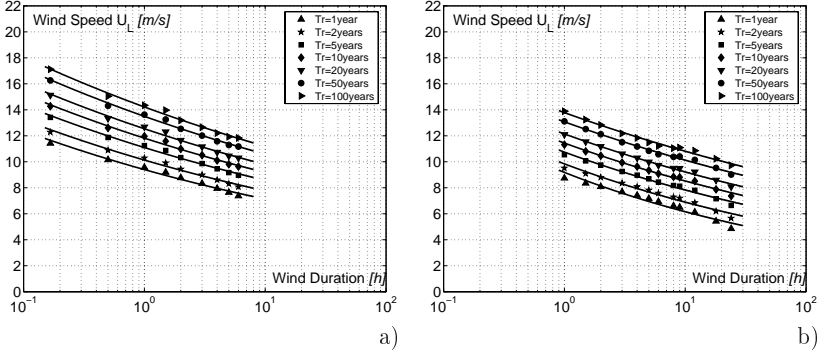 Wind Speed U_L [m/s]
22
20
18
16
14
12
10
8
6
4
2
0
Tr=1year
Tr=2years
Tr=5years
Tr=10years
Tr=20years
Tr=50years
Tr=100years
Wind Duration [h]
10^-1
10^0
10^1
10^2
a)
Wind Speed U_L [m/s]
22
20
18
16
14
12
10
8
6
4
2
0
Tr=1year
Tr=2years
Tr=5years
Tr=10years
Tr=20years
Tr=50years
Tr=100years
Wind Duration [h]
10^-1
10^0
10^1
10^2
b)